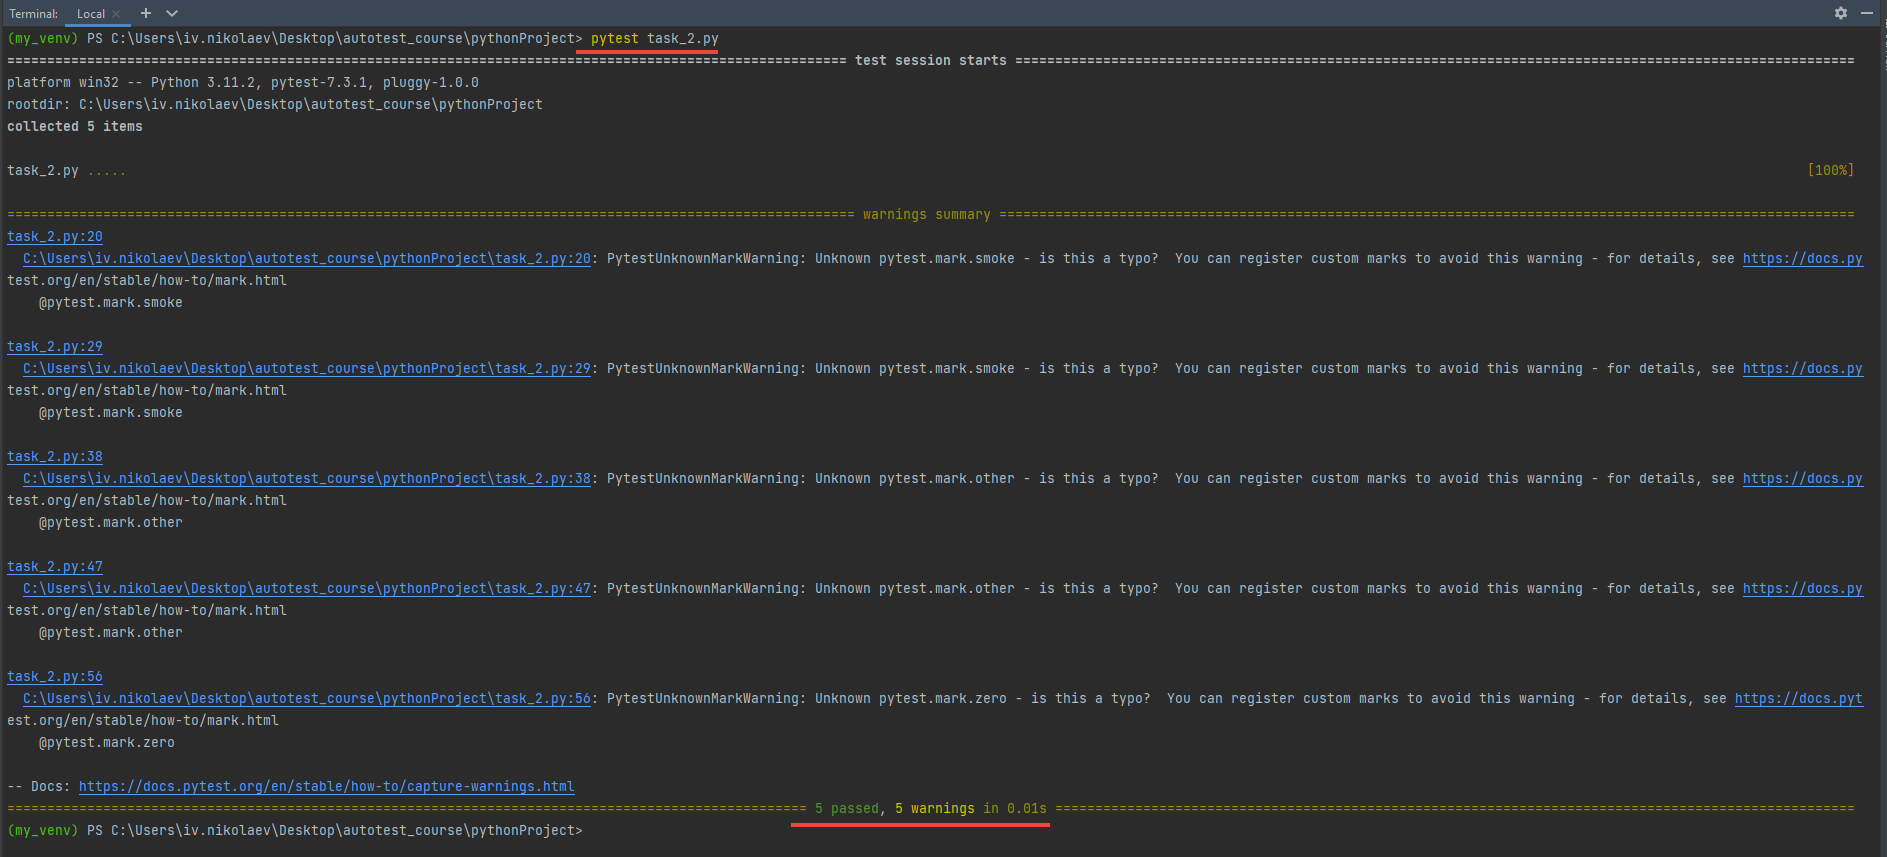 Terminal: Local × + 
(my_venv) PS C:\Users\iv.nikolaev\Desktop\autotest_course\pythonProject> pytest task_2.py
========================================================================================================= test session starts =========================================================================================================
platform win32 -- Python 3.11.2, pytest-7.3.1, pluggy-1.0.0
rootdir: C:\Users\iv.nikolaev\Desktop\autotest_course\pythonProject
collected 5 items
task_2.py ..... [100%]
========================================================================================================== warnings summary ===========================================================================================================
task_2.py:20
C:\Users\iv.nikolaev\Desktop\autotest_course\pythonProject\task_2.py:20: PytestUnknownMarkWarning: Unknown pytest.mark.smoke - is this a typo?  You can register custom marks to avoid this warning - for details, see https://docs.py
test.org/en/stable/how-to/mark.html
@pytest.mark.smoke
task_2.py:29
C:\Users\iv.nikolaev\Desktop\autotest_course\pythonProject\task_2.py:29: PytestUnknownMarkWarning: Unknown pytest.mark.smoke - is this a typo?  You can register custom marks to avoid this warning - for details, see https://docs.py
test.org/en/stable/how-to/mark.html
@pytest.mark.smoke
task_2.py:38
C:\Users\iv.nikolaev\Desktop\autotest_course\pythonProject\task_2.py:38: PytestUnknownMarkWarning: Unknown pytest.mark.other - is this a typo?  You can register custom marks to avoid this warning - for details, see https://docs.py
test.org/en/stable/how-to/mark.html
@pytest.mark.other
task_2.py:47
C:\Users\iv.nikolaev\Desktop\autotest_course\pythonProject\task_2.py:47: PytestUnknownMarkWarning: Unknown pytest.mark.other - is this a typo?  You can register custom marks to avoid this warning - for details, see https://docs.py
test.org/en/stable/how-to/mark.html
@pytest.mark.other
task_2.py:56
C:\Users\iv.nikolaev\Desktop\autotest_course\pythonProject\task_2.py:56: PytestUnknownMarkWarning: Unknown pytest.mark.zero - is this a typo?  You can register custom marks to avoid this warning - for details, see https://docs.pyt
est.org/en/stable/how-to/mark.html
@pytest.mark.zero
-- Docs: https://docs.pytest.org/en/stable/how-to/capture-warnings.html
==================================================================================================== 5 passed, 5 warnings in 0.01s ====================================================================================================
(my_venv) PS C:\Users\iv.nikolaev\Desktop\autotest_course\pythonProject>